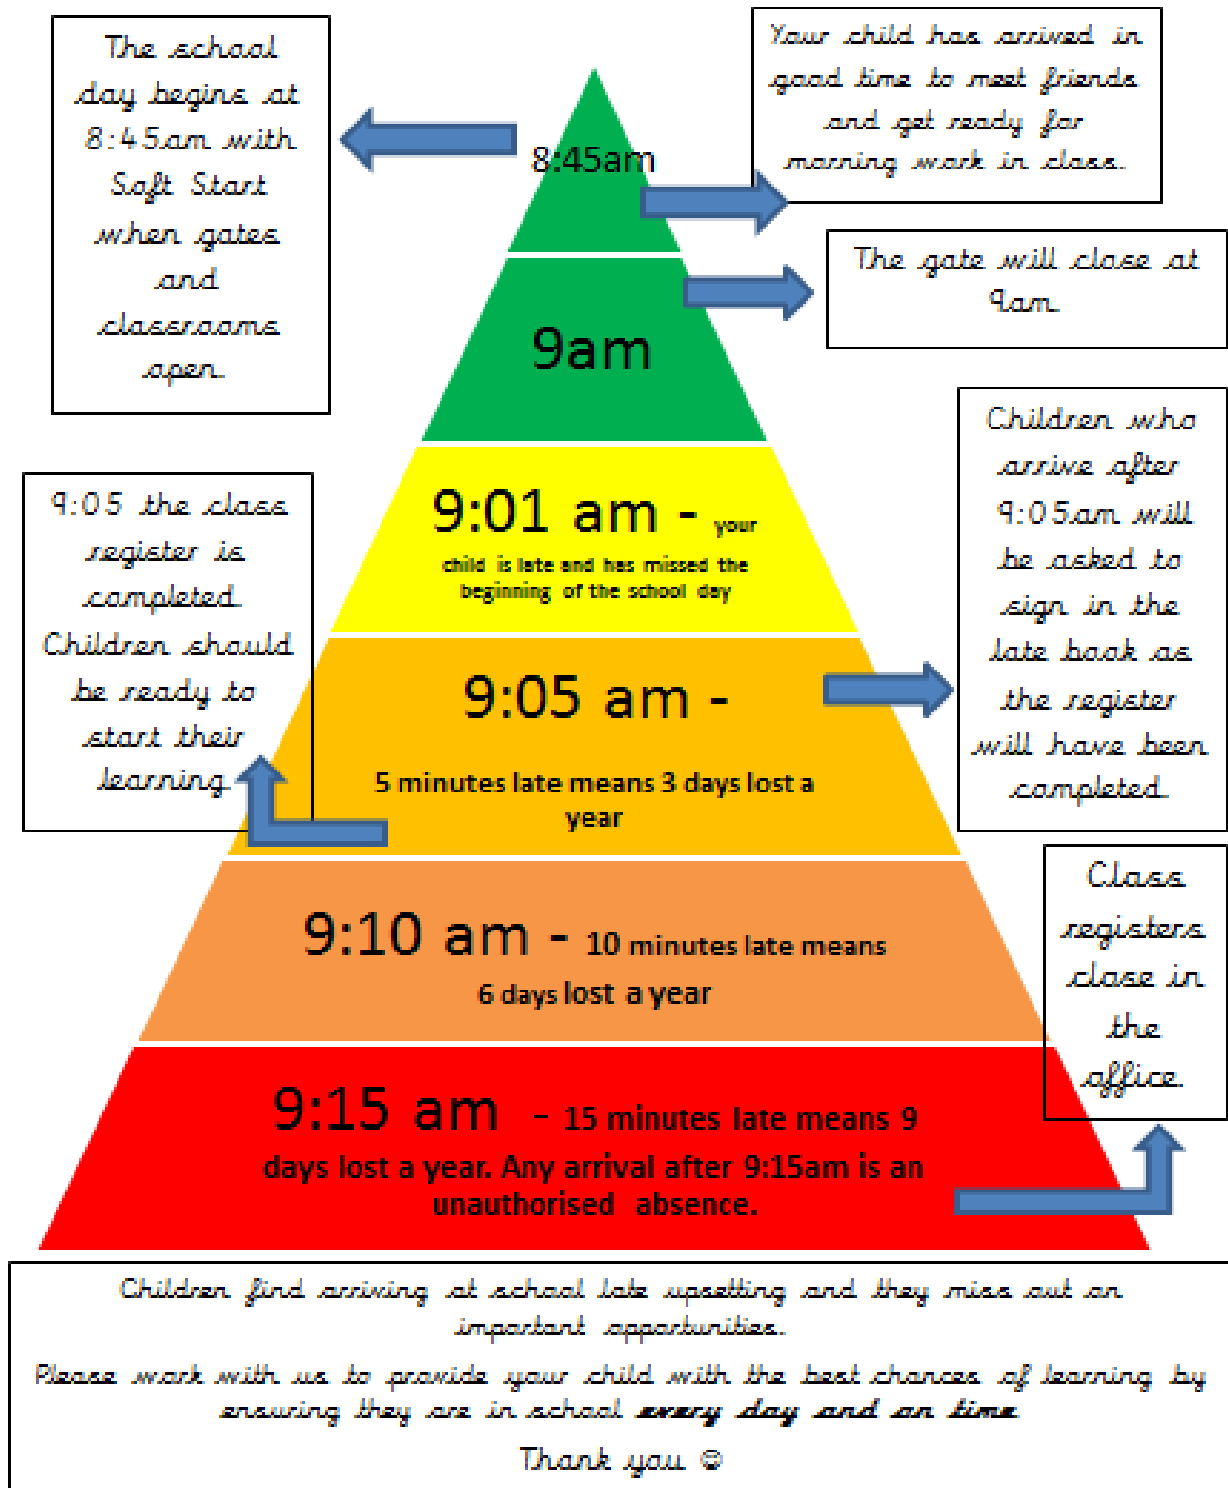 The school
day begins at
8:45am with
Soft Start
when gates
and
classrooms
open.
8:45am
Your child has arrived in
good time to meet friends
and get ready for
morning work in class.
9am
The gate will close at
9am.
9:01 am - your
child is late and has missed the
beginning of the school day
9:05 the class
register is
completed.
Children should
be ready to
start their
learning.
9:05 am -
5 minutes late means 3 days lost a
year
Children who
arrive after
9:05am will
be asked to
sign in the
late book as
the register
will have been
completed.
9:10 am - 10 minutes late means
6 days lost a year
Class
registers
close in
the
office.
9:15 am - 15 minutes late means 9
days lost a year. Any arrival after 9:15am is an
unauthorised absence.
Children find arriving at school late upsetting and they miss out on
important opportunities.
Please work with us to provide your child with the best chances of learning by
ensuring they are in school every day and on time.
Thank you ☺